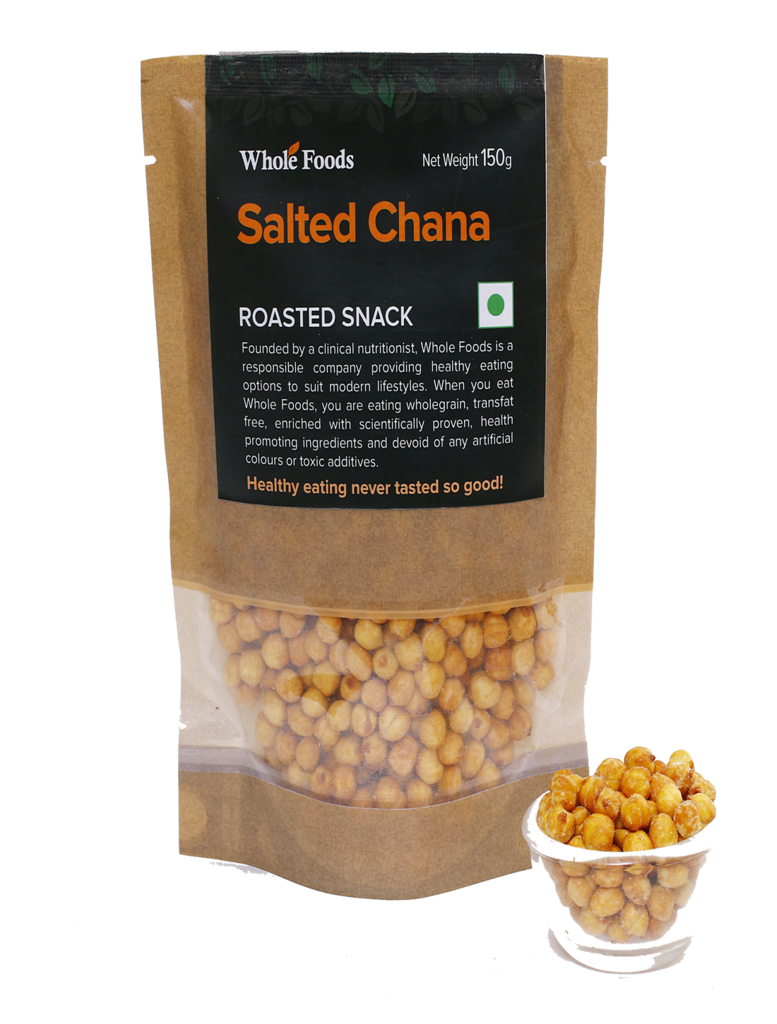 Whole Foods
Net Weight 150g
Salted Chana
ROASTED SNACK
Founded by a clinical nutritionist, Whole Foods is a
responsible company providing healthy eating
options to suit modern lifestyles. When you eat
Whole Foods, you are eating wholegrain, transfat
free, enriched with scientifically proven, health
promoting ingredients and devoid of any artificial
colours or toxic additives.
Healthy eating never tasted so good!